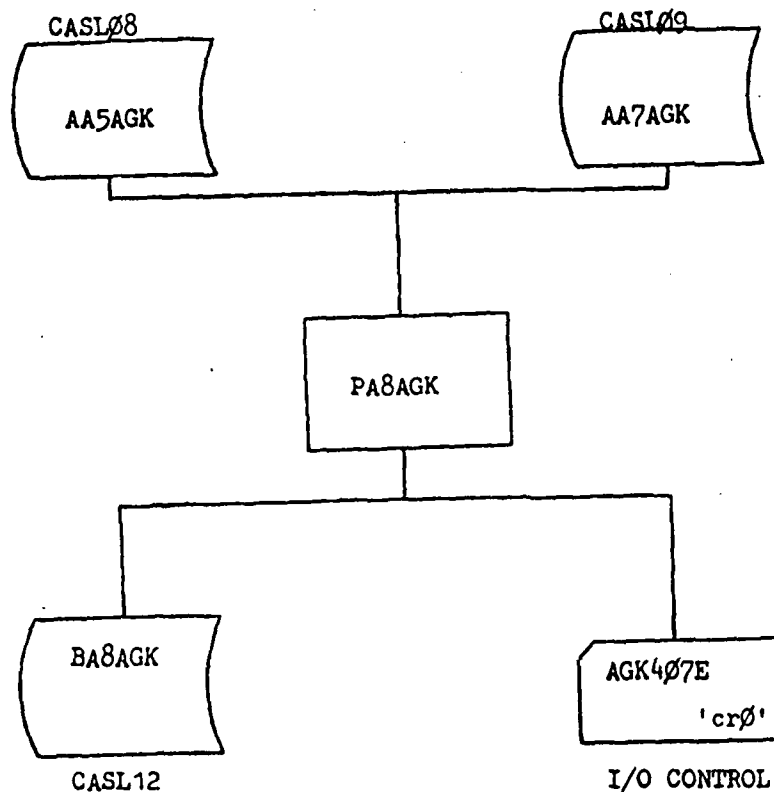 CASLØ8
CASLØ9
AA5AGK
AA7AGK
PA8AGK
BA8AGK
AGK4Ø7E
'crØ'
CASL12
I/O CONTROL